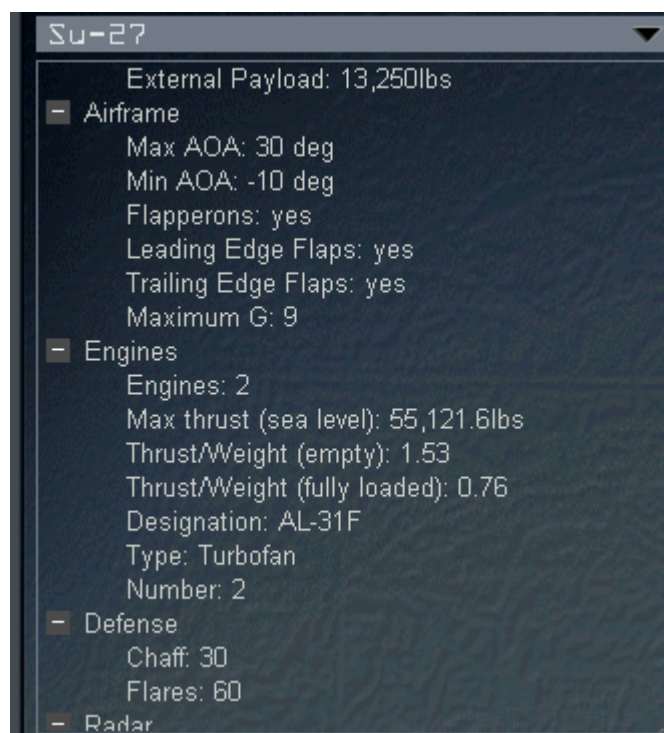 Su-27
External Payload: 13,250lbs
Airframe
Max AOA: 30 deg
Min AOA: -10 deg
Flapperons: yes
Leading Edge Flaps: yes
Trailing Edge Flaps: yes
Maximum G: 9
Engines
Engines: 2
Max thrust (sea level): 55,121.6lbs
Thrust/Weight (empty): 1.53
Thrust/Weight (fully loaded): 0.76
Designation: AL-31F
Type: Turbofan
Number: 2
Defense
Chaff: 30
Flares: 60
Radar